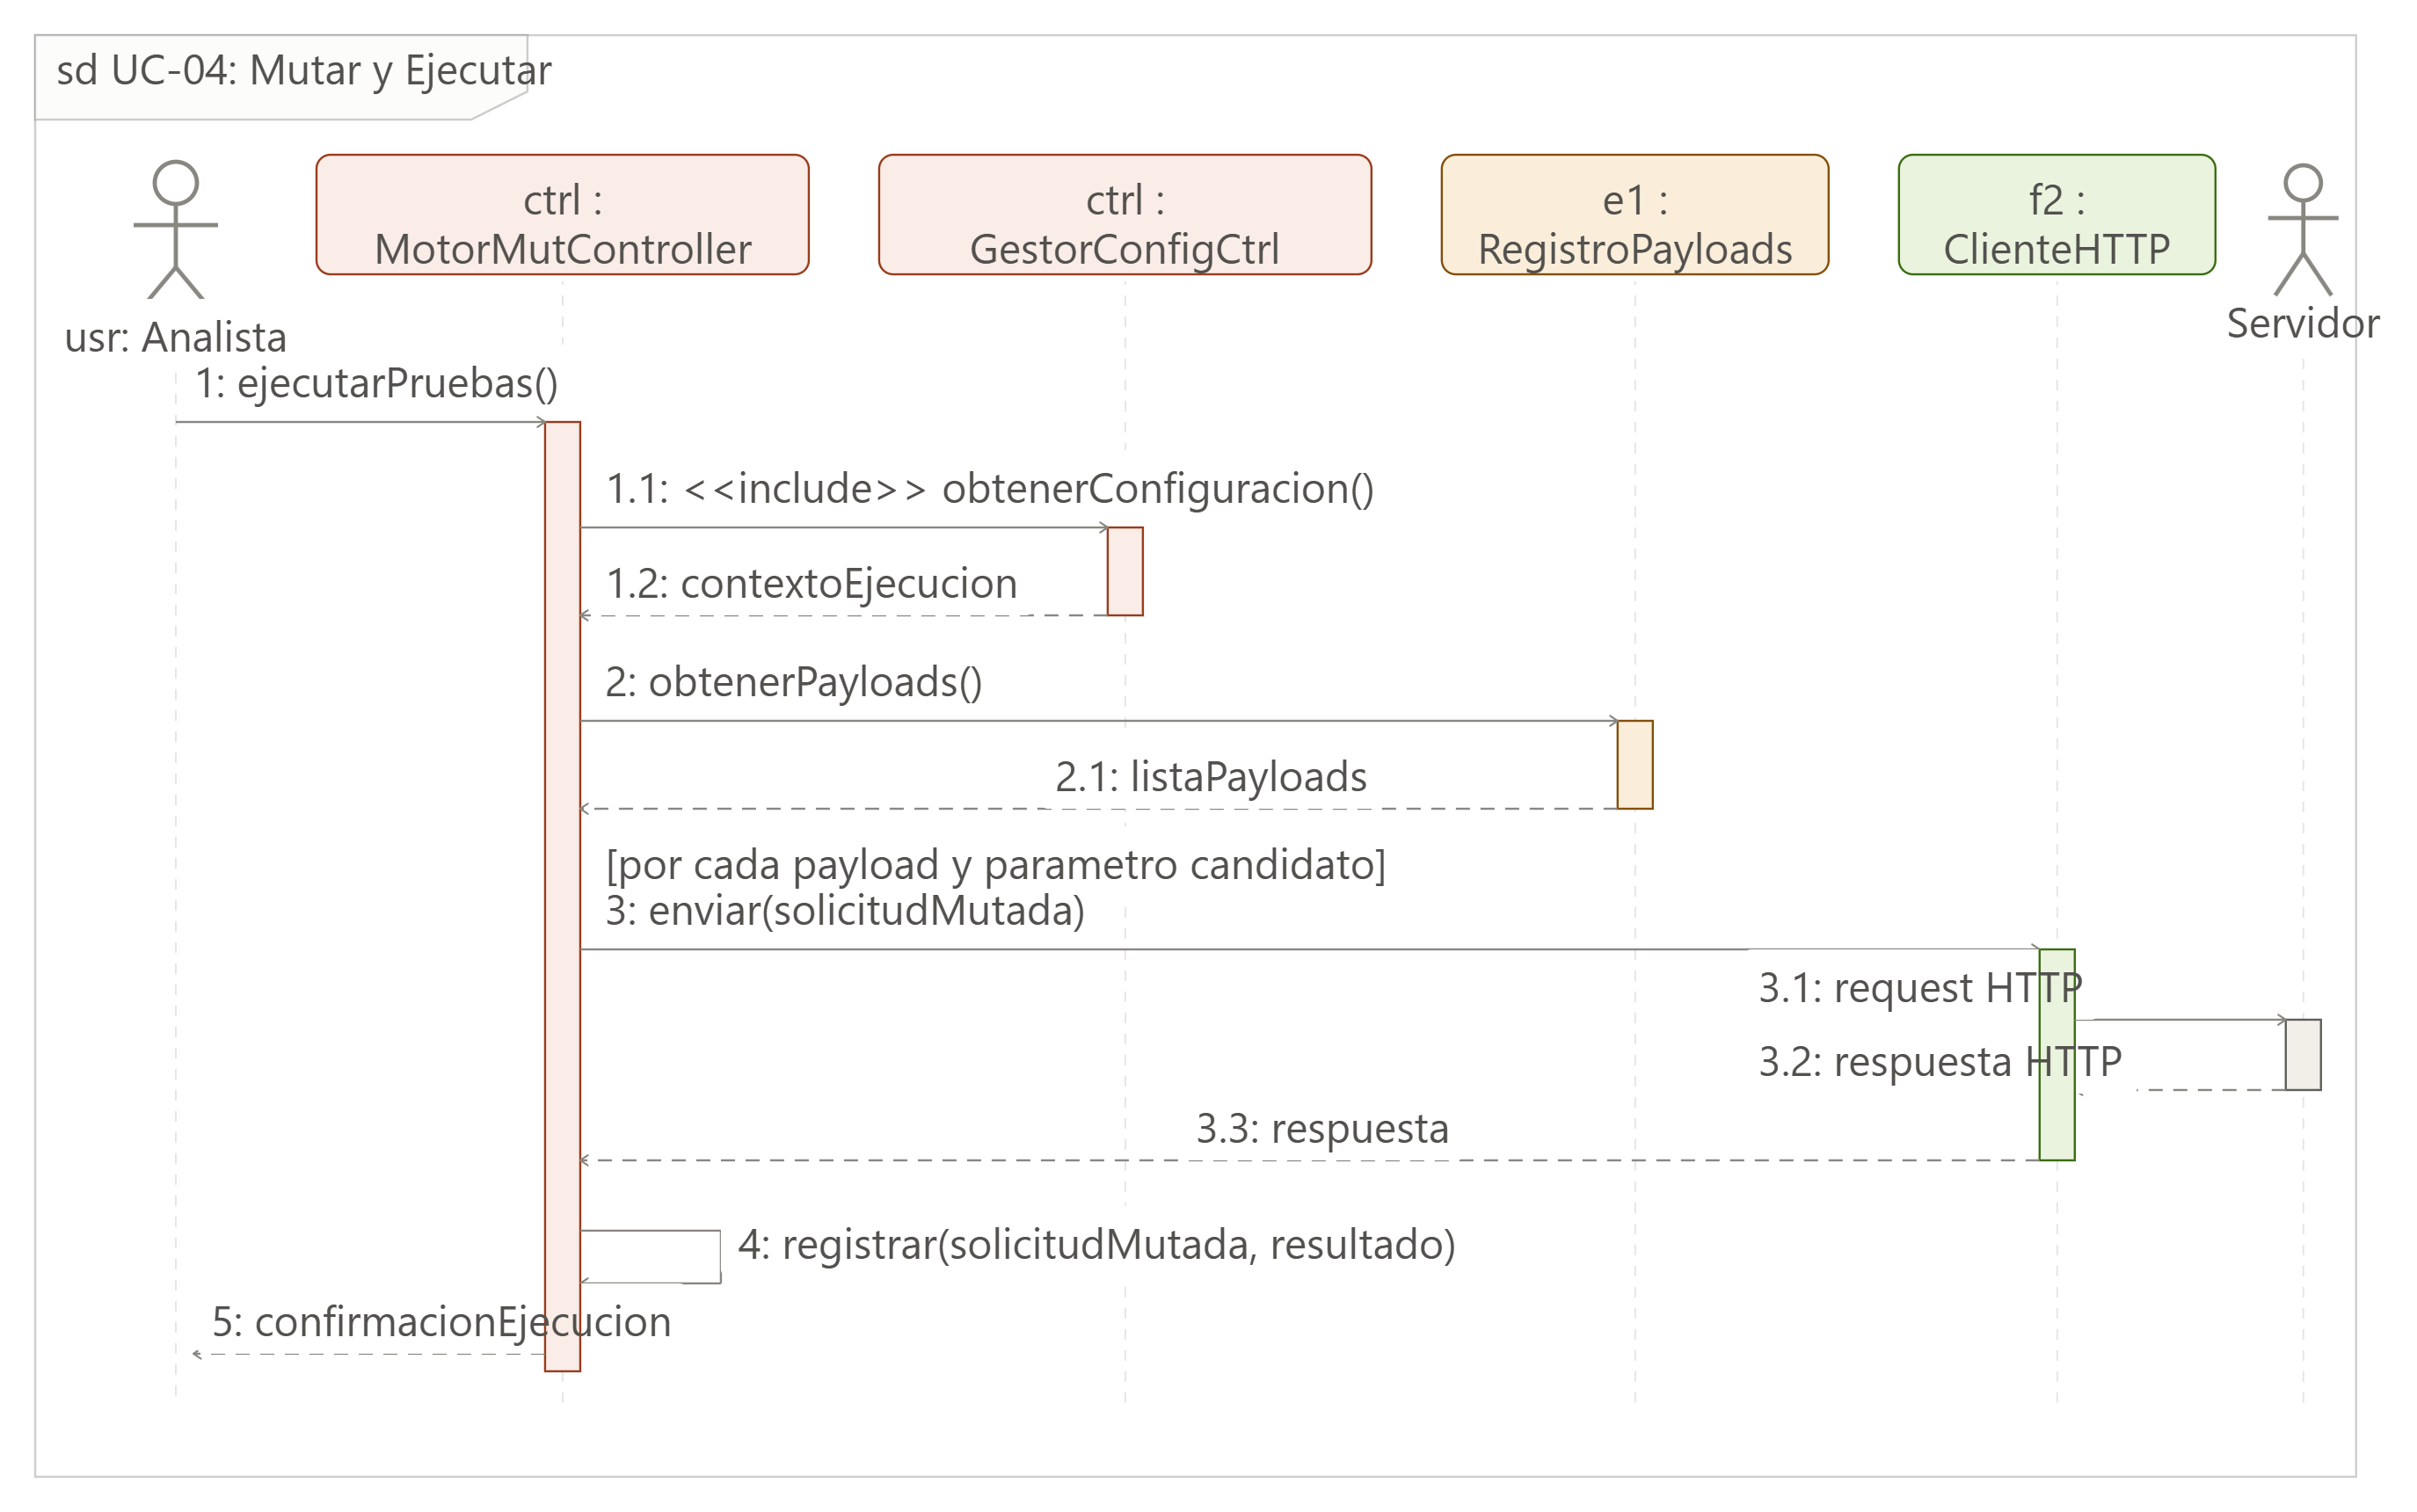 sd UC-04: Mutar y Ejecutar
ctrl :
MotorMutController
ctrl :
GestorConfigCtrl
e1 :
RegistroPayloads
f2 :
ClienteHTTP
usr: Analista
Servidor
1: ejecutarPruebas()
1.1: <<include>> obtenerConfiguracion()
1.2: contextoEjecucion
2: obtenerPayloads()
2.1: listaPayloads
[por cada payload y parametro candidato]
3: enviar(solicitudMutada)
3.1: request HTTP
3.2: respuesta HTTP
3.3: respuesta
4: registrar(solicitudMutada, resultado)
5: confirmacionEjecucion